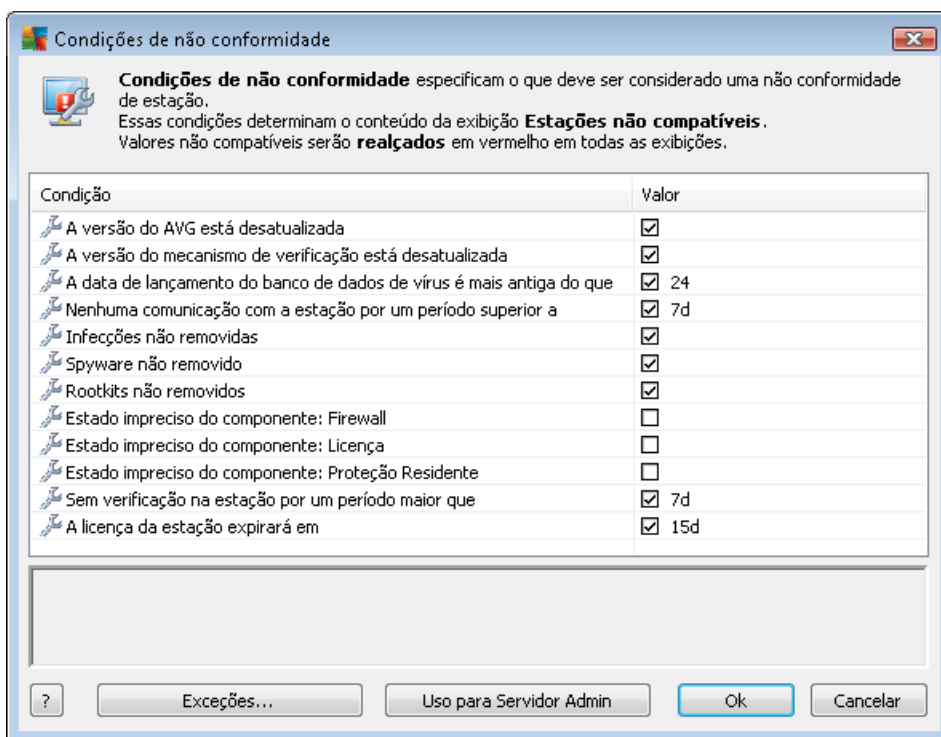 Condições de não conformidade
Condições de não conformidade especificam o que deve ser considerado uma não conformidade
de estação.
Essas condições determinam o conteúdo da exibição Estações não compatíveis.
Valores não compatíveis serão realçados em vermelho em todas as exibições.
Condição Valor
A versão do AVG está desatualizada
A versão do mecanismo de verificação está desatualizada
A data de lançamento do banco de dados de vírus é mais antiga do que 24
Nenhuma comunicação com a estação por um período superior a 7d
Infecções não removidas
Spyware não removido
Rootkits não removidos
Estado impreciso do componente: Firewall
Estado impreciso do componente: Licença
Estado impreciso do componente: Proteção Residente
Sem verificação na estação por um período maior que 7d
A licença da estação expirará em 15d
? Exceções... Uso para Servidor Admin Ok Cancelar